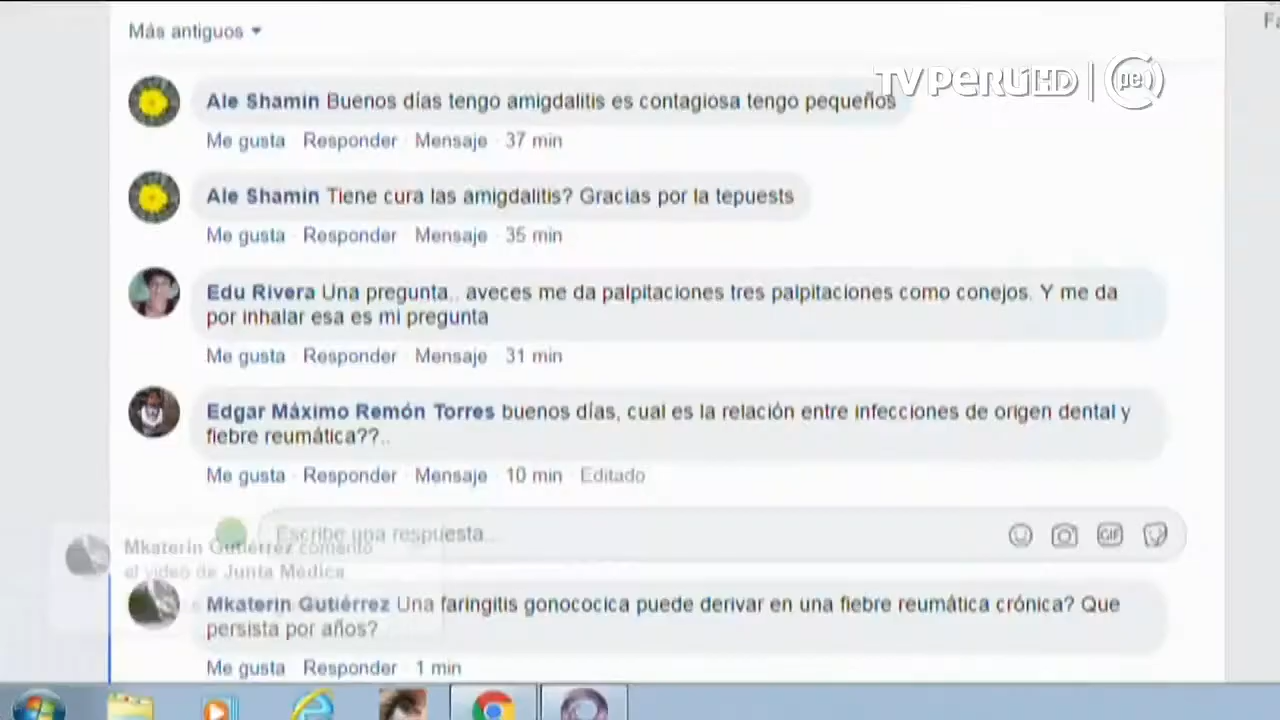 Más antiguos
Fa
TVPERÚHD | pe
Ale Shamin Buenos días tengo amigdalitis es contagiosa tengo pequeños
Me gusta · Responder · Mensaje · 37 min
Ale Shamin Tiene cura las amigdalitis? Gracias por la tepuests
Me gusta · Responder · Mensaje · 35 min
Edu Rivera Una pregunta.. aveces me da palpitaciones tres palpitaciones como conejos. Y me da
por inhalar esa es mi pregunta
Me gusta · Responder · Mensaje · 31 min
Edgar Máximo Remón Torres buenos días, cual es la relación entre infecciones de origen dental y
fiebre reumática??..
Me gusta · Responder · Mensaje · 10 min · Editado
Escribe una respuesta...
GIF
Mkaterin Gutiérrez comentó
el video de Junta Médica
Mkaterin Gutiérrez Una faringitis gonococica puede derivar en una fiebre reumática crónica? Que
persista por años?
Me gusta · Responder · 1 min